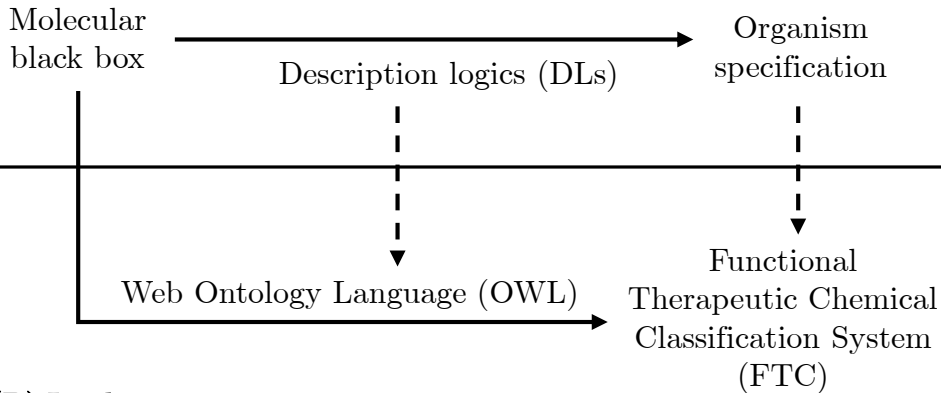 Molecular
black box
Organism
specification
Description logics (DLs)
Web Ontology Language (OWL)
Functional
Therapeutic Chemical
Classification System
(FTC)